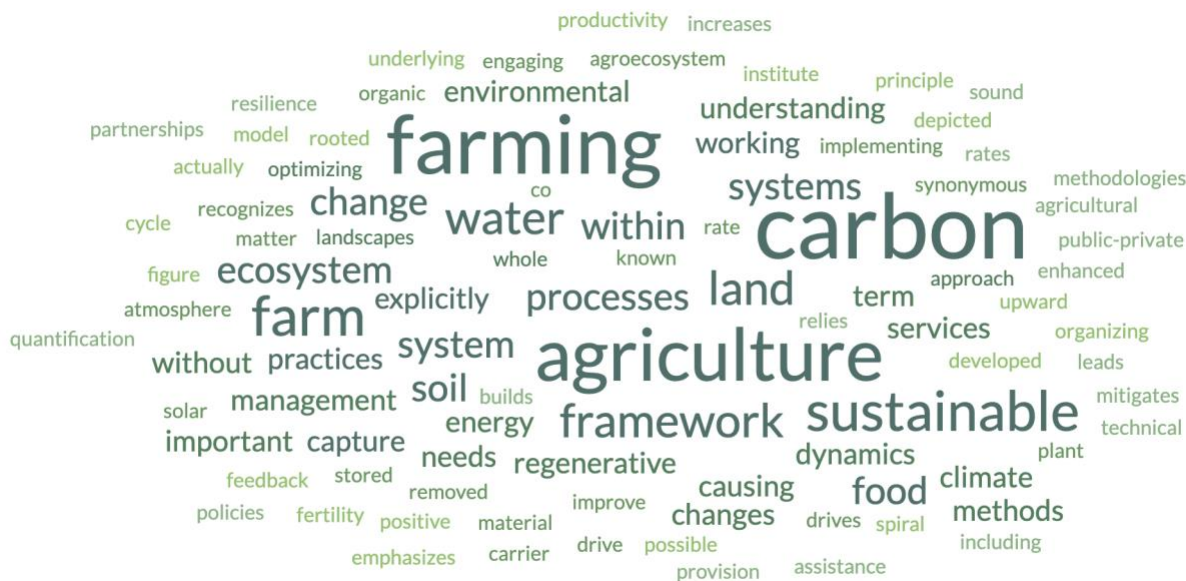 productivity increases
underlying engaging agroecosystem
institute principle
resilience organic environmental understanding sound
partnerships model rooted farming working implementing depicted
actually optimizing rates
co systems synonymous methodologies
cycle recognizes change water within rate carbon agricultural
matter landscapes public-private
whole known
figure ecosystem approach enhanced
atmosphere farm explicitly processes land term upward
quantification relies services organizing
without practices system agriculture developed leads
solar management soil builds mitigates
important capture energy framework sustainable technical
needs regenerative dynamics plant
feedback stored causing food climate
policies fertility removed improve changes drives methods
positive material spiral
emphasizes carrier drive possible including
provision assistance